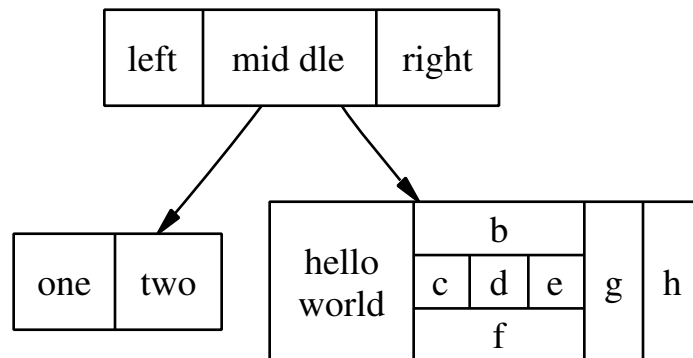 left mid dle right
one two
hello
world
b
c d e
f
g h